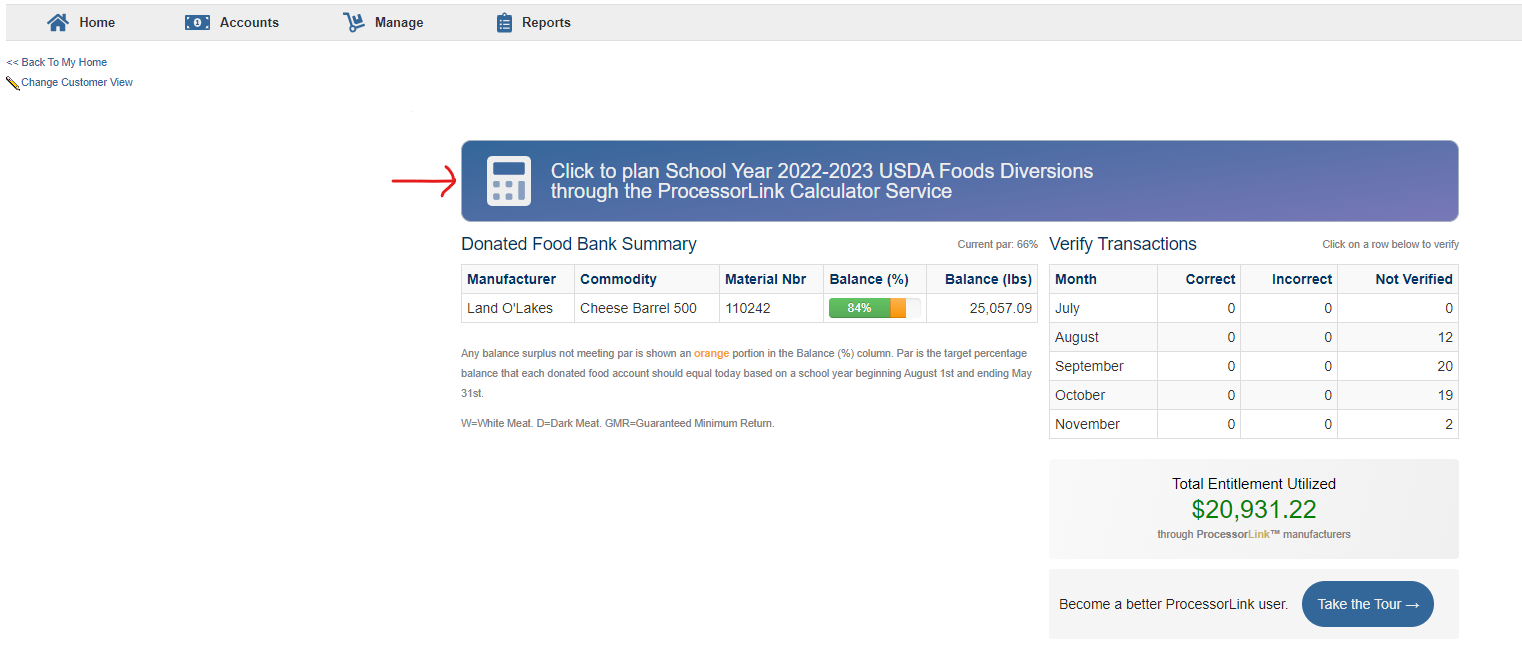 Home Accounts Manage Reports
<< Back To My Home
Change Customer View
Click to plan School Year 2022-2023 USDA Foods Diversions
through the ProcessorLink Calculator Service
Donated Food Bank Summary Current par: 66%
Manufacturer Commodity Material Nbr Balance (%) Balance (lbs)
Land O'Lakes Cheese Barrel 500 110242 84% 25,057.09
Any balance surplus not meeting par is shown an orange portion in the Balance (%) column. Par is the target percentage
balance that each donated food account should equal today based on a school year beginning August 1st and ending May
31st.
W=White Meat. D=Dark Meat. GMR=Guaranteed Minimum Return.
Verify Transactions Click on a row below to verify
Month Correct Incorrect Not Verified
July 0 0 0
August 0 0 12
September 0 0 20
October 0 0 19
November 0 0 2
Total Entitlement Utilized
$20,931.22
through ProcessorLink™ manufacturers
Become a better ProcessorLink user. Take the Tour →